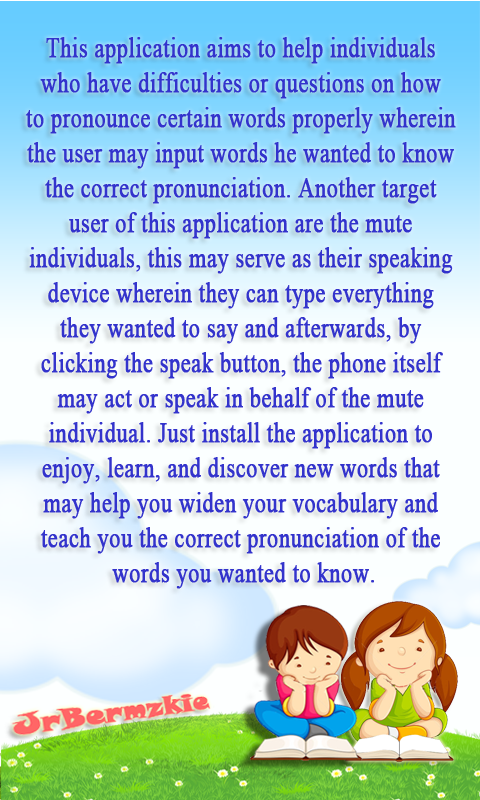 This application aims to help individuals
who have difficulties or questions on how
to pronounce certain words properly wherein
the user may input words he wanted to know
the correct pronunciation. Another target
user of this application are the mute
individuals, this may serve as their speaking
device wherein they can type everything
they wanted to say and afterwards, by
clicking the speak button, the phone itself
may act or speak in behalf of the mute
individual. Just install the application to
enjoy, learn, and discover new words that
may help you widen your vocabulary and
teach you the correct pronunciation of the
words you wanted to know.
JrBermzkie